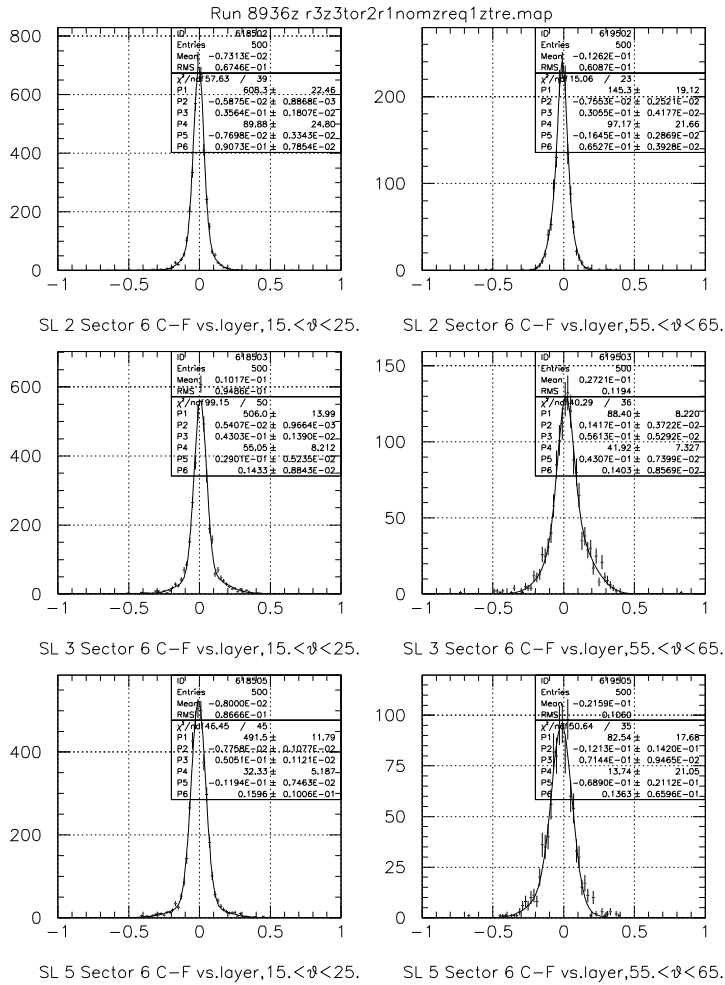 Run 8936z r3z3tor2r1nomzreq1ztre.map
ID 618502
Entries 500
Mean -0.7313E-02
RMS 0.6746E-01
57.63 / 39
P1 608.3 ± 22.46
P2 -0.5875E-02 ± 0.8868E-03
P3 0.3564E-01 ± 0.1807E-02
P4 89.88 ± 24.80
P5 -0.7698E-02 ± 0.3343E-02
P6 0.9073E-01 ± 0.7854E-02
800
600
400
200
0
-1 -0.5 0 0.5 1
SL 2 Sector 6 C-F vs.layer,15.<ϑ<25.
ID 619502
Entries 500
Mean -0.1262E-01
RMS 0.6087E-01
15.06 / 23
P1 145.3 ± 19.12
P2 -0.7553E-02 ± 0.2521E-02
P3 0.3055E-01 ± 0.4177E-02
P4 97.17 ± 21.66
P5 -0.1645E-01 ± 0.2869E-02
P6 0.6527E-01 ± 0.3928E-02
200
100
0
-1 -0.5 0 0.5 1
SL 2 Sector 6 C-F vs.layer,55.<ϑ<65.
ID 618503
Entries 500
Mean 0.1017E-01
RMS 0.9486E-01
99.15 / 50
P1 506.0 ± 13.99
P2 0.5407E-02 ± 0.9664E-03
P3 0.4303E-01 ± 0.1390E-02
P4 55.05 ± 8.212
P5 0.2901E-01 ± 0.5235E-02
P6 0.1433 ± 0.8843E-02
600
400
200
0
-1 -0.5 0 0.5 1
SL 3 Sector 6 C-F vs.layer,15.<ϑ<25.
ID 619503
Entries 500
Mean 0.2721E-01
RMS 0.1194
40.29 / 36
P1 88.40 ± 8.220
P2 0.1417E-01 ± 0.3722E-02
P3 0.5613E-01 ± 0.5292E-02
P4 41.92 ± 7.327
P5 0.4307E-01 ± 0.7399E-02
P6 0.1403 ± 0.8569E-02
150
100
50
0
-1 -0.5 0 0.5 1
SL 3 Sector 6 C-F vs.layer,55.<ϑ<65.
ID 618505
Entries 500
Mean -0.8000E-02
RMS 0.8666E-01
46.45 / 45
P1 491.5 ± 11.79
P2 -0.7758E-02 ± 0.1077E-02
P3 0.5051E-01 ± 0.1121E-02
P4 32.33 ± 5.187
P5 -0.1194E-01 ± 0.7463E-02
P6 0.1596 ± 0.1006E-01
400
200
0
-1 -0.5 0 0.5 1
SL 5 Sector 6 C-F vs.layer,15.<ϑ<25.
ID 619505
Entries 500
Mean -0.2159E-01
RMS 0.1060
50.64 / 35
P1 82.54 ± 17.68
P2 -0.1213E-01 ± 0.1420E-01
P3 0.7144E-01 ± 0.9465E-02
P4 13.74 ± 21.05
P5 -0.6890E-01 ± 0.2112E-01
P6 0.1363 ± 0.6596E-01
100
75
50
25
0
-1 -0.5 0 0.5 1
SL 5 Sector 6 C-F vs.layer,55.<ϑ<65.